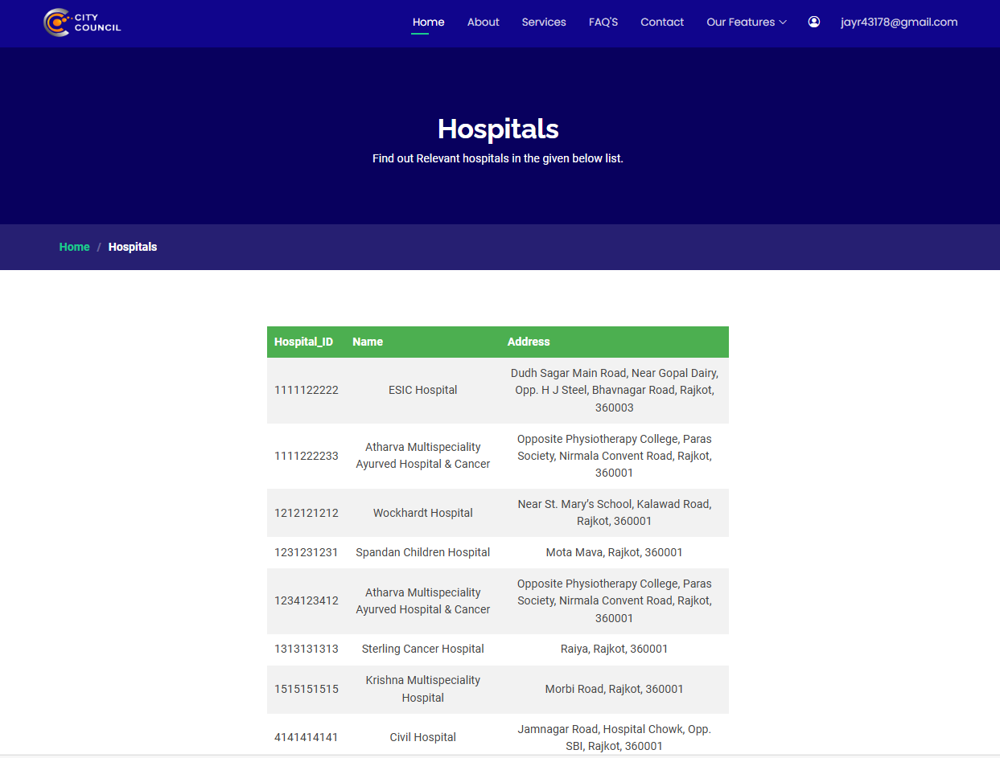 CITY
COUNCIL
Home About Services FAQ'S Contact Our Features jayr43178@gmail.com
Hospitals
Find out Relevant hospitals in the given below list.
Home / Hospitals
Hospital_ID Name Address
1111122222 ESIC Hospital Dudh Sagar Main Road, Near Gopal Dairy,
Opp. H J Steel, Bhavnagar Road, Rajkot,
360003
1111222233 Atharva Multispeciality
Ayurved Hospital & Cancer
Opposite Physiotherapy College, Paras
Society, Nirmala Convent Road, Rajkot,
360001
1212121212 Wockhardt Hospital Near St. Mary’s School, Kalawad Road,
Rajkot, 360001
1231231231 Spandan Children Hospital Mota Mava, Rajkot, 360001
1234123412 Atharva Multispeciality
Ayurved Hospital & Cancer
Opposite Physiotherapy College, Paras
Society, Nirmala Convent Road, Rajkot,
360001
1313131313 Sterling Cancer Hospital Raiya, Rajkot, 360001
1515151515 Krishna Multispeciality
Hospital
Morbi Road, Rajkot, 360001
4141414141 Civil Hospital Jamnagar Road, Hospital Chowk, Opp.
SBI, Rajkot, 360001